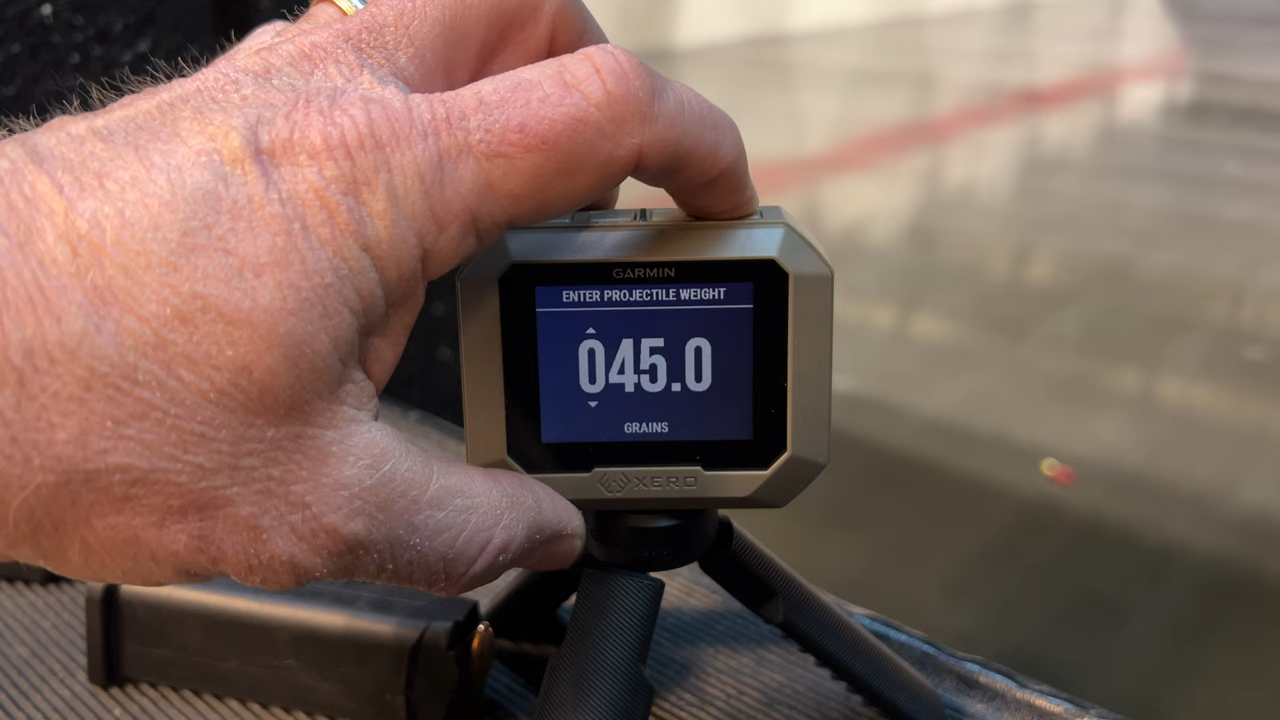 GARMIN
ENTER PROJECTILE WEIGHT
045.0
GRAINS
XERO